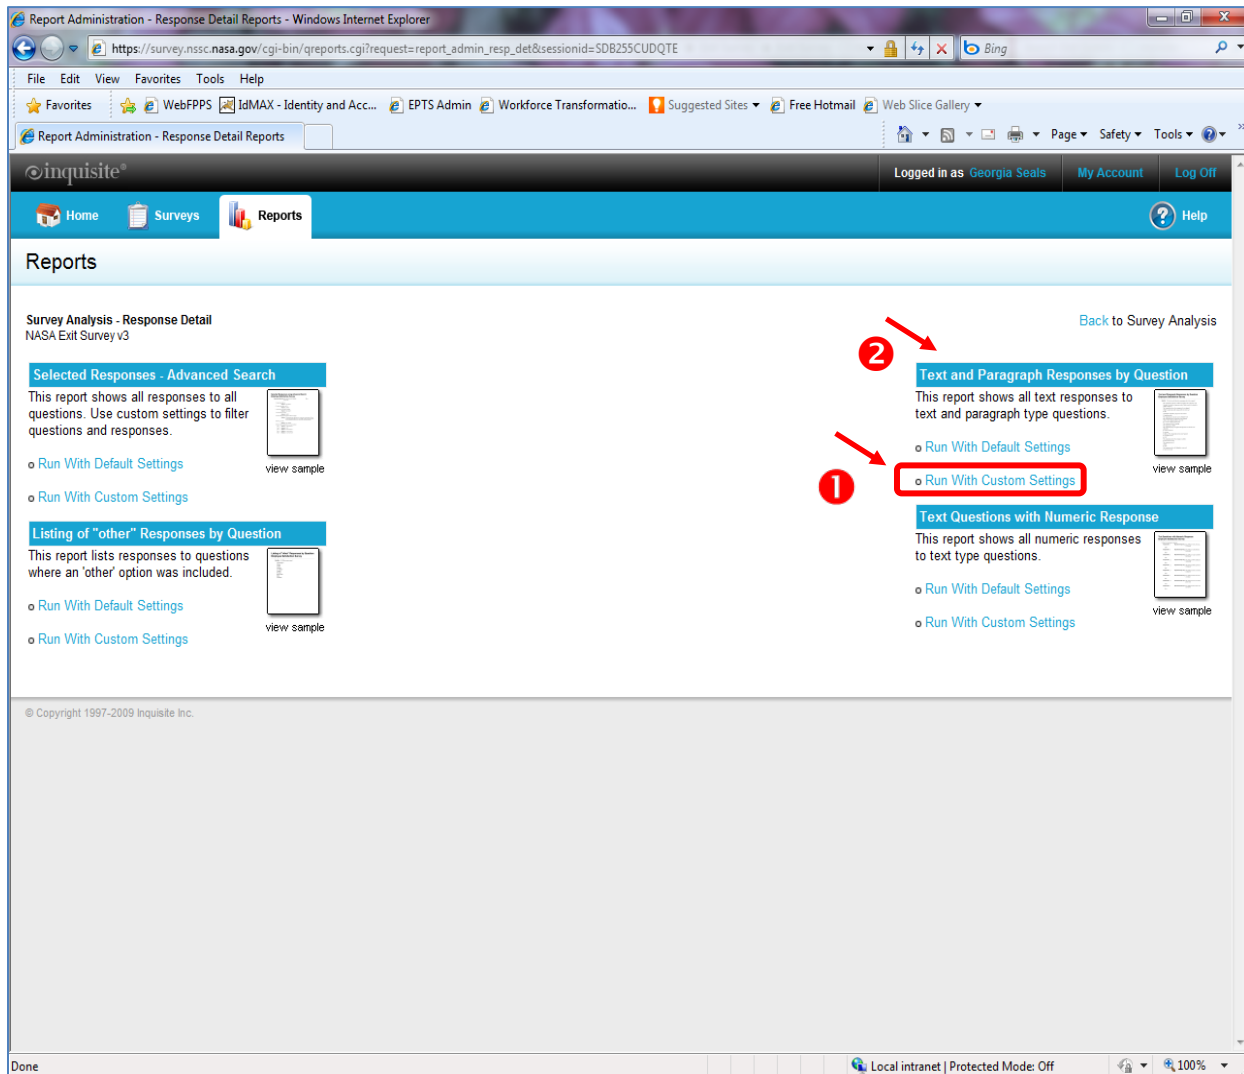 Report Administration - Response Detail Reports - Windows Internet Explorer
https://survey.nssc.nasa.gov/cgi-bin/qreports.cgi?request=report_admin_resp_det&sessionid=SDB255CUDQTE
Bing
File Edit View Favorites Tools Help
Favorites WebFPPS IdMAX - Identity and Acc... EPTS Admin Workforce Transformatio... Suggested Sites Free Hotmail Web Slice Gallery
Report Administration - Response Detail Reports
Page Safety Tools
inquisite®
Logged in as Georgia Seals My Account Log Off
Home Surveys Reports
Help
Reports
Survey Analysis - Response Detail
NASA Exit Survey v3
Back to Survey Analysis
Selected Responses - Advanced Search
This report shows all responses to all
questions. Use custom settings to filter
questions and responses.
Run With Default Settings
view sample
Run With Custom Settings
Listing of "other" Responses by Question
This report lists responses to questions
where an 'other' option was included.
Run With Default Settings
view sample
Run With Custom Settings
2
Text and Paragraph Responses by Question
This report shows all text responses to
text and paragraph type questions.
Run With Default Settings
view sample
1
Run With Custom Settings
Text Questions with Numeric Response
This report shows all numeric responses
to text type questions.
Run With Default Settings
view sample
Run With Custom Settings
© Copyright 1997-2009 Inquisite Inc.
Done
Local intranet | Protected Mode: Off
100%